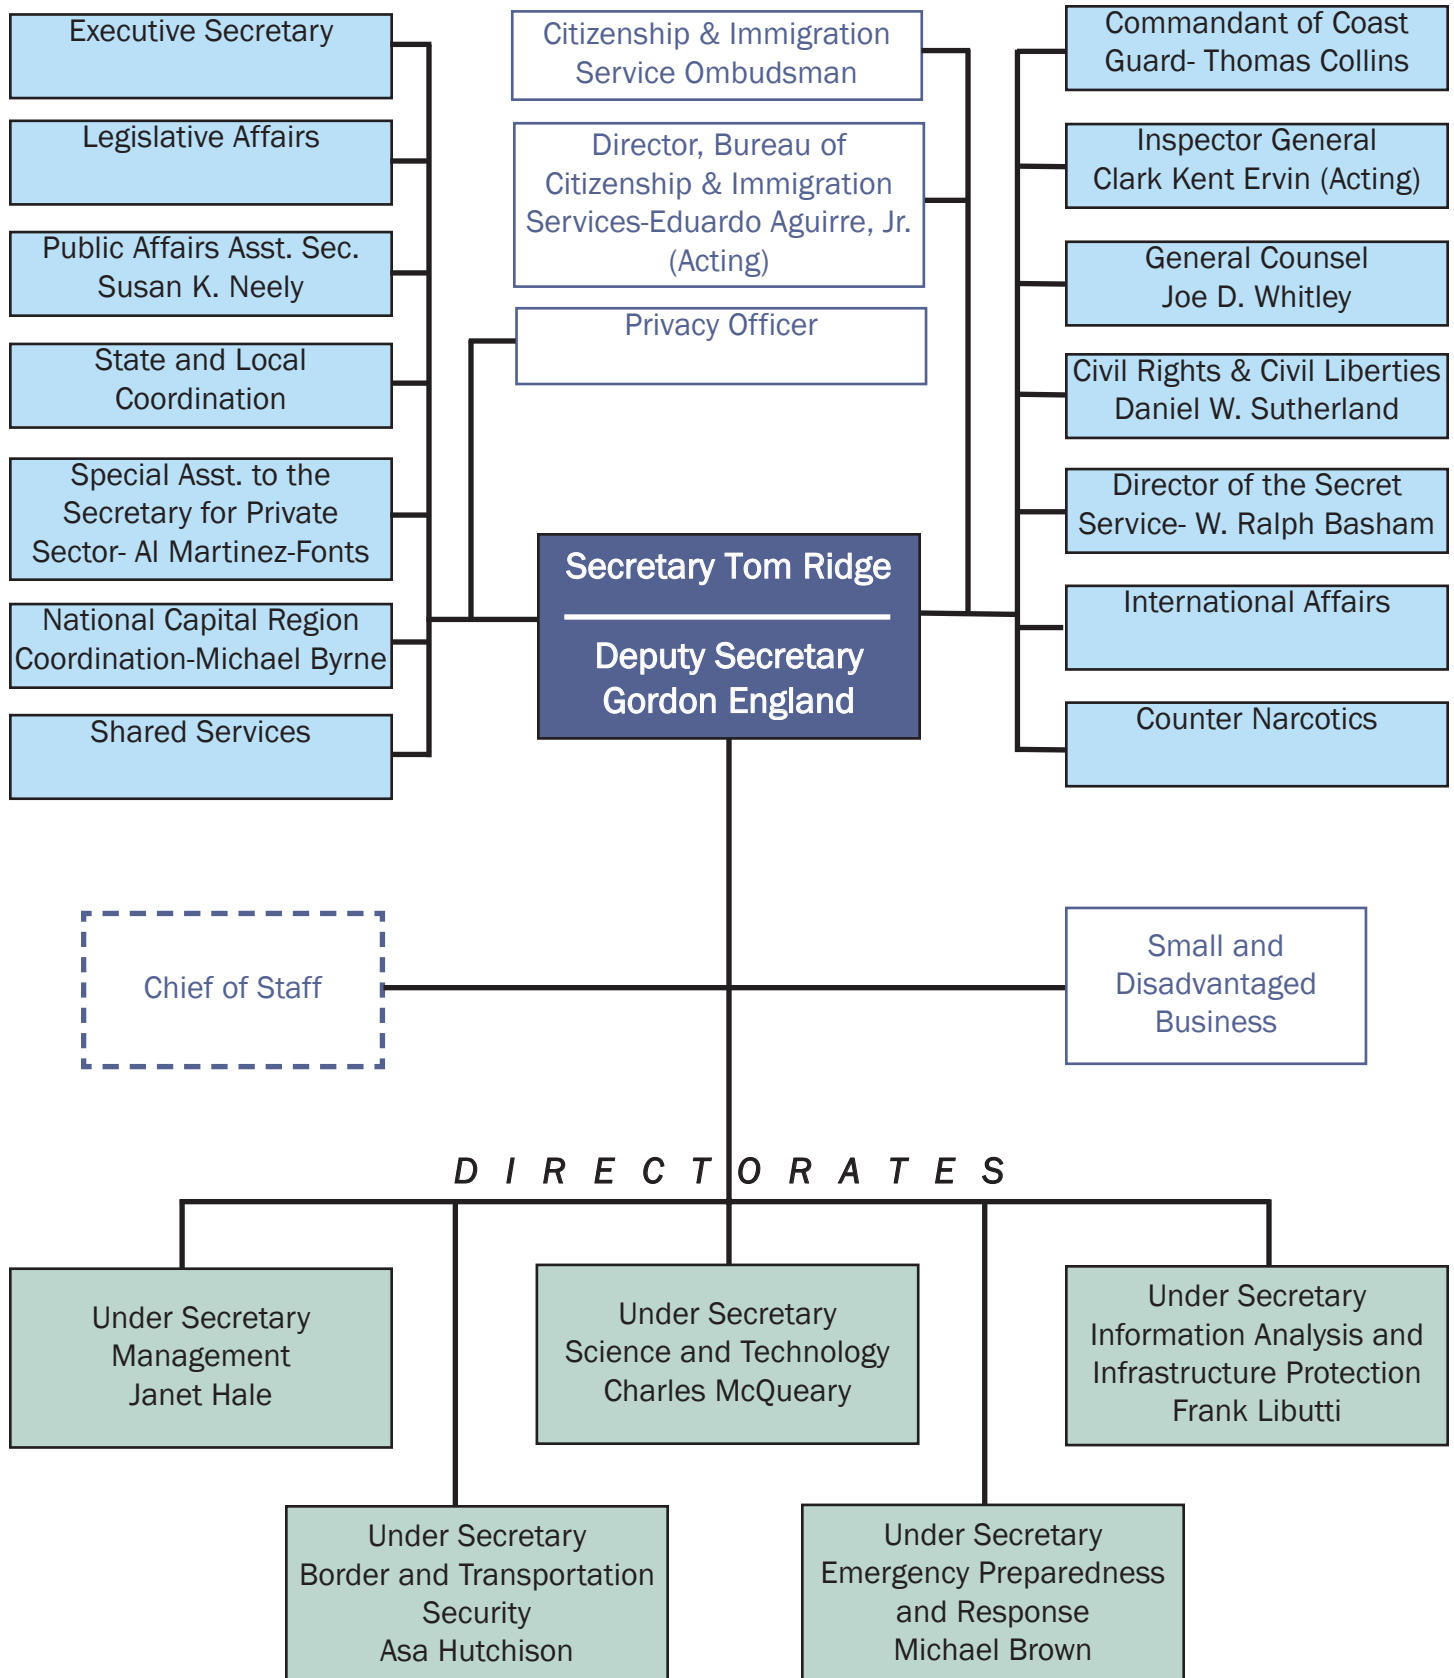 Executive Secretary
Legislative Affairs
Public Affairs Asst. Sec.
Susan K. Neely
State and Local
Coordination
Special Asst. to the
Secretary for Private
Sector- Al Martinez-Fonts
National Capital Region
Coordination-Michael Byrne
Shared Services
Citizenship & Immigration
Service Ombudsman
Director, Bureau of
Citizenship & Immigration
Services-Eduardo Aguirre, Jr.
(Acting)
Privacy Officer
Commandant of Coast
Guard- Thomas Collins
Inspector General
Clark Kent Ervin (Acting)
General Counsel
Joe D. Whitley
Civil Rights & Civil Liberties
Daniel W. Sutherland
Director of the Secret
Service- W. Ralph Basham
International Affairs
Counter Narcotics
Secretary Tom Ridge
Deputy Secretary
Gordon England
Chief of Staff
Small and
Disadvantaged
Business
DIRECTORATES
Under Secretary
Management
Janet Hale
Under Secretary
Science and Technology
Charles McQueary
Under Secretary
Information Analysis and
Infrastructure Protection
Frank Libutti
Under Secretary
Border and Transportation
Security
Asa Hutchison
Under Secretary
Emergency Preparedness
and Response
Michael Brown